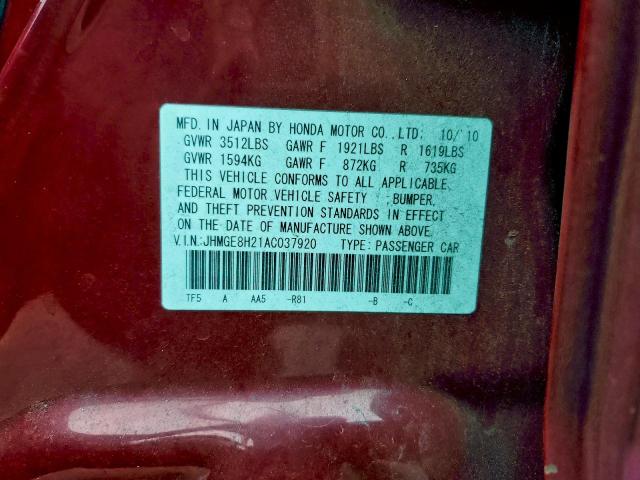 MFD. IN JAPAN BY HONDA MOTOR CO.,LTD: 10/10
GVWR 3512LBS GAWR F 1921LBS R 1619LBS
GVWR 1594KG GAWR F 872KG R 735KG
THIS VEHICLE CONFORMS TO ALL APPLICABLE
FEDERAL MOTOR VEHICLE SAFETY ,BUMPER,
AND THEFT PREVENTION STANDARDS IN EFFECT
ON THE DATE OF MANUFACTURE SHOWN ABOVE.
V.I.N.:JHMGE8H21AC037920 TYPE: PASSENGER CAR
TF5 A AA5 -R81 -B -C